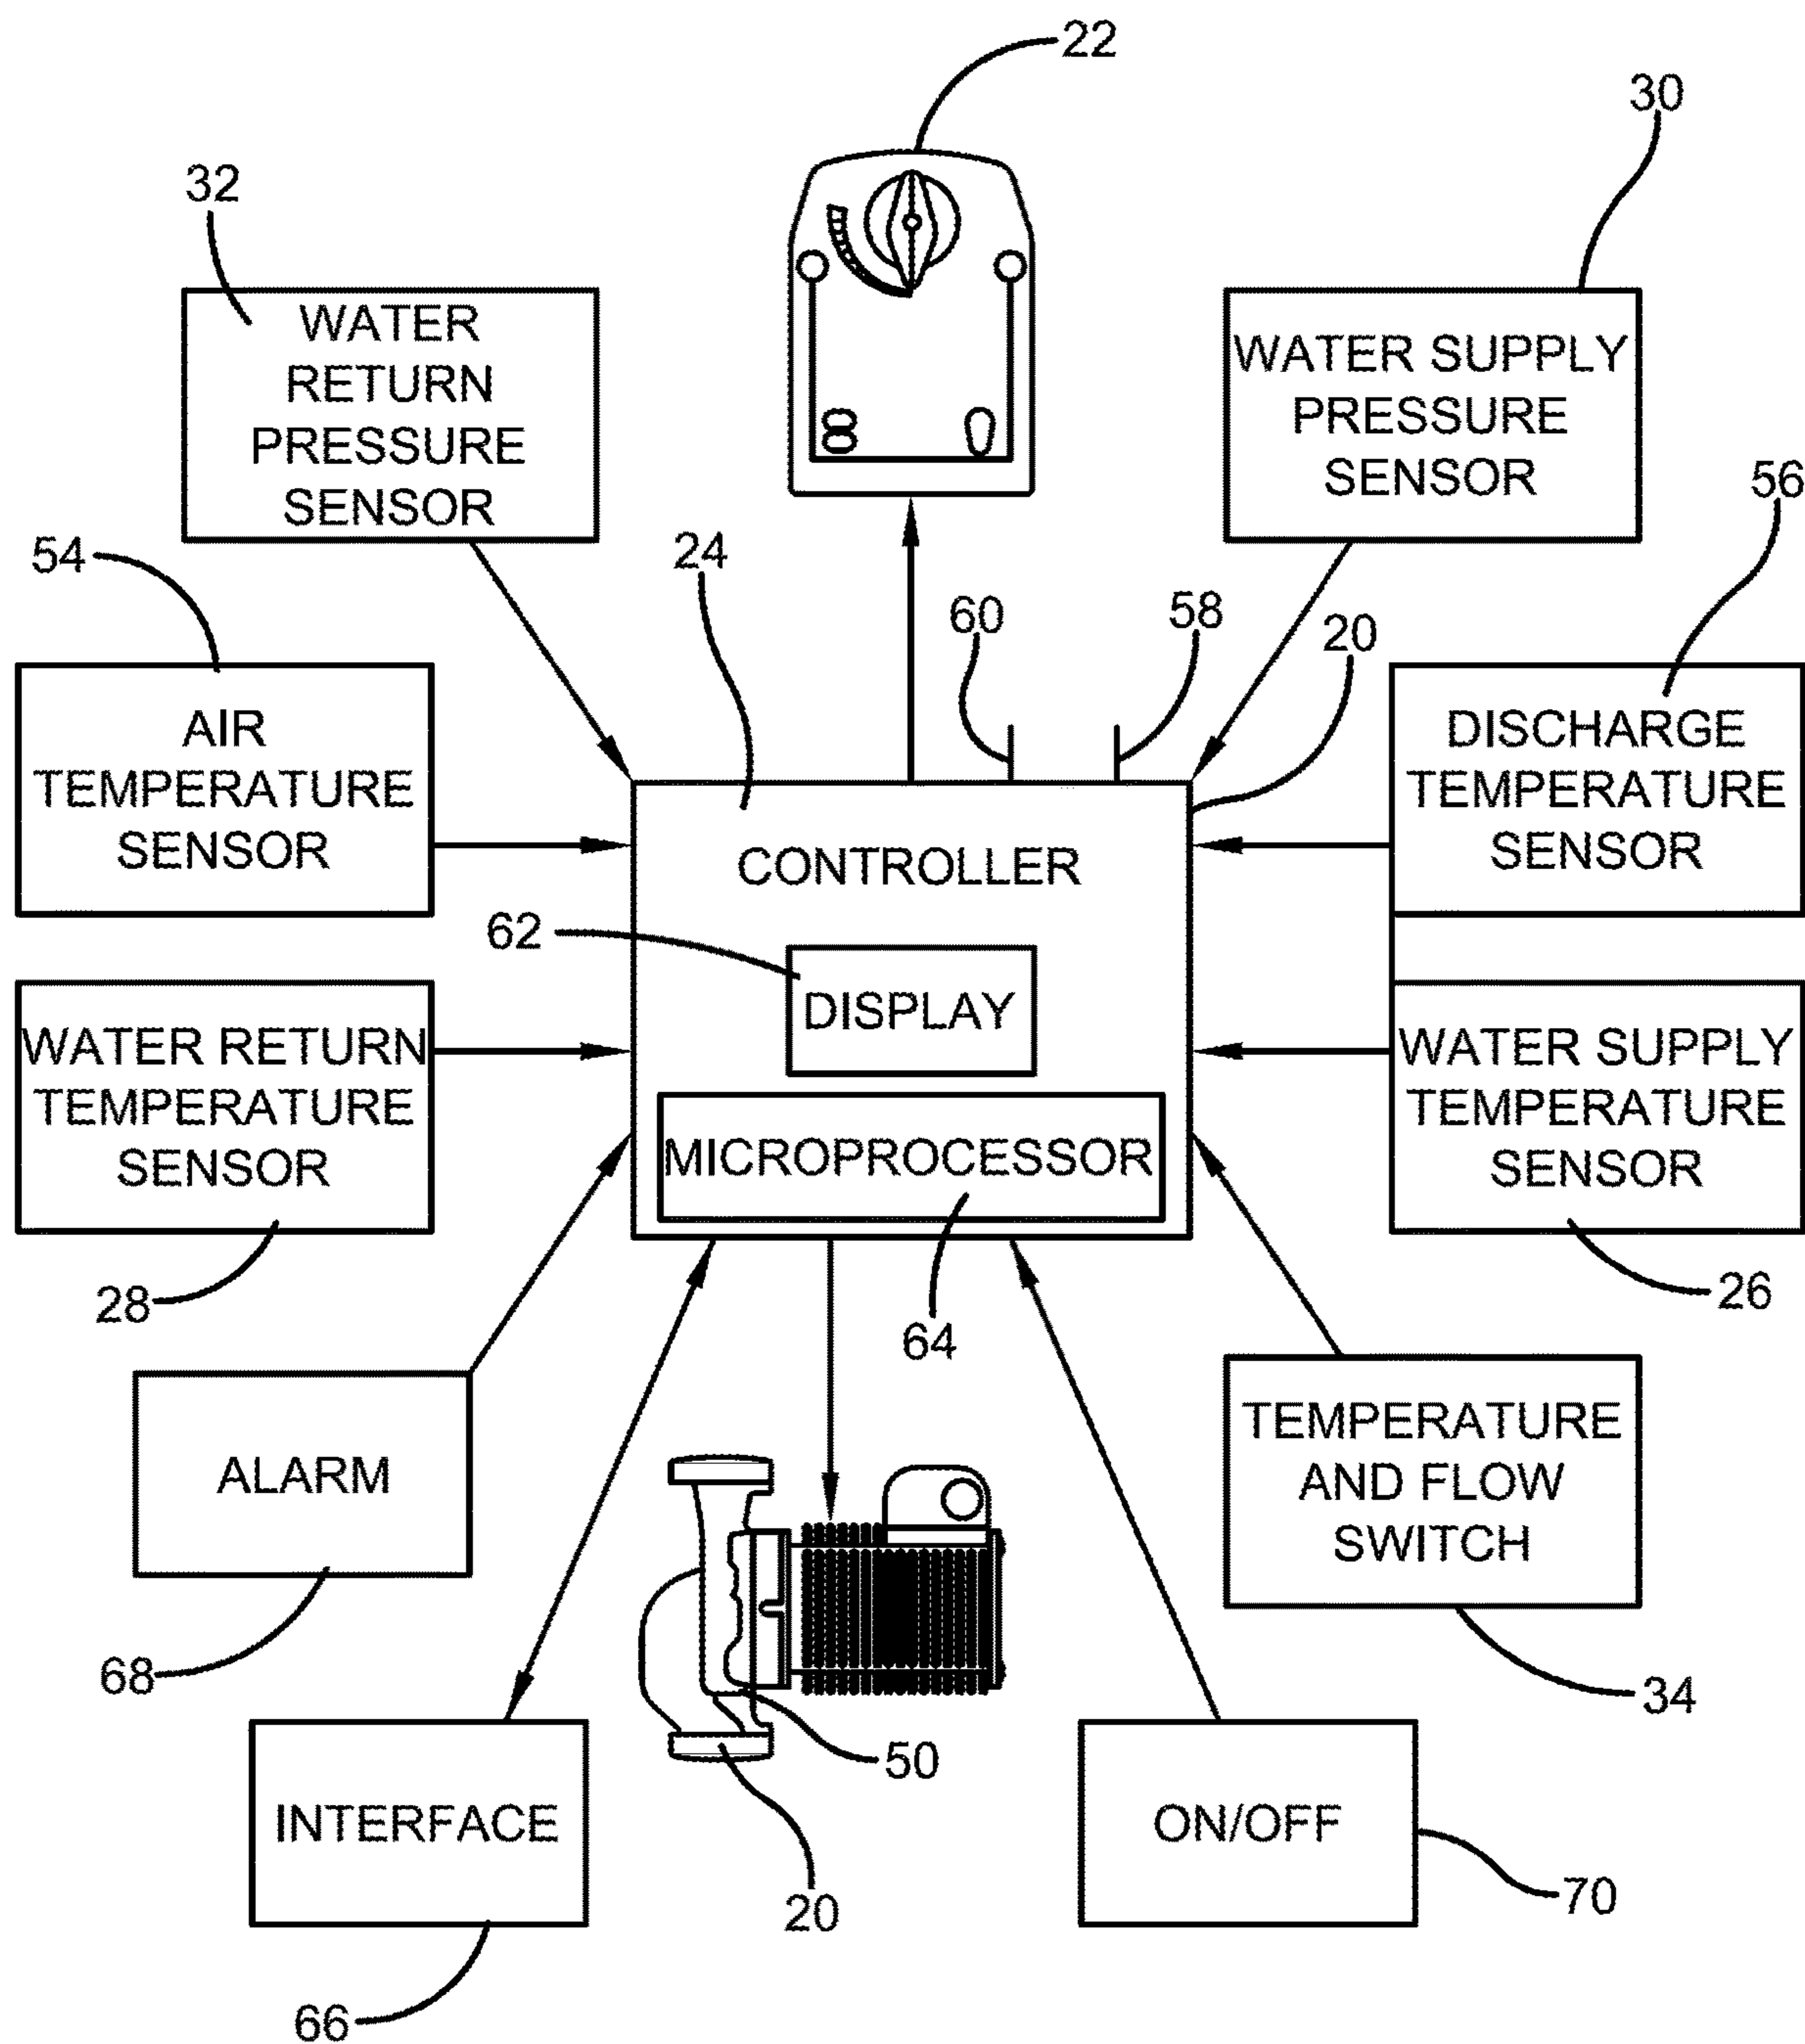 22
30
32
WATER
RETURN
PRESSURE
SENSOR
WATER SUPPLY
PRESSURE
SENSOR
56
54
24
60
58
20
AIR
TEMPERATURE
SENSOR
DISCHARGE
TEMPERATURE
SENSOR
CONTROLLER
62
DISPLAY
WATER RETURN
TEMPERATURE
SENSOR
WATER SUPPLY
TEMPERATURE
SENSOR
MICROPROCESSOR
28
26
64
ALARM
TEMPERATURE
AND FLOW
SWITCH
68
34
50
INTERFACE
ON/OFF
20
70
66